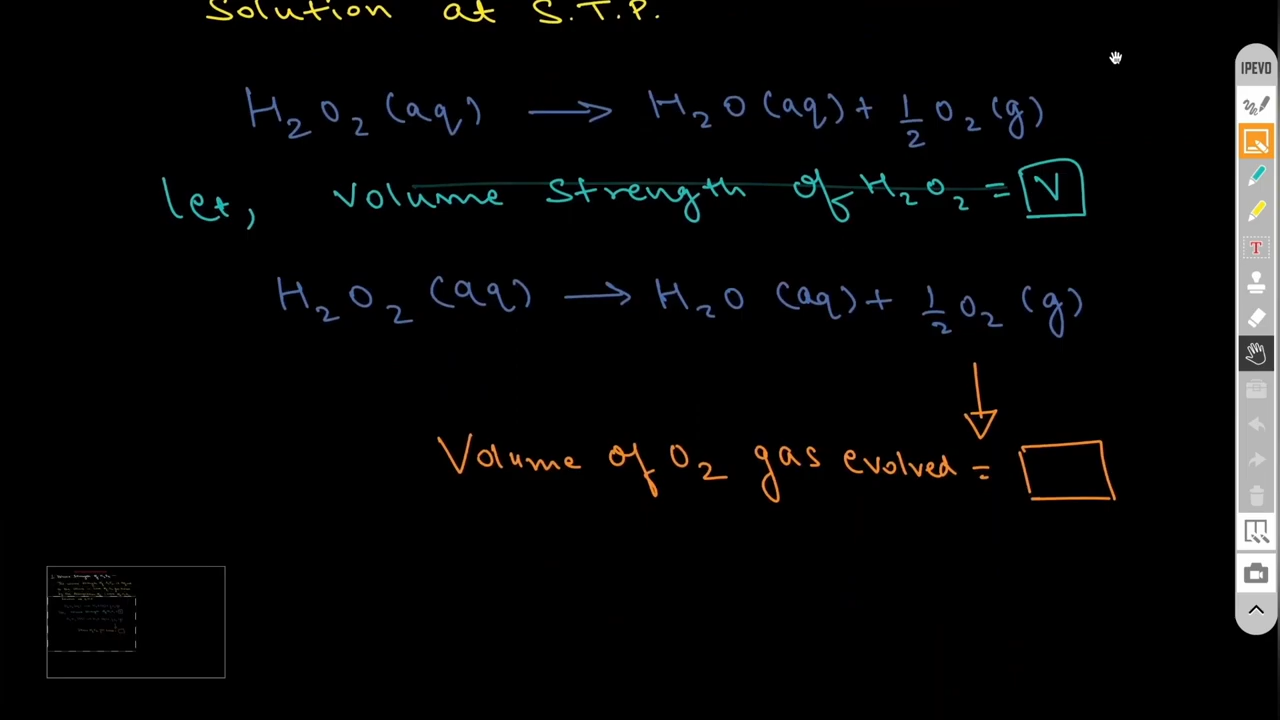 Solution at S.T.P.
H₂O₂ (aq) → H₂O (aq) + 1/2 O₂ (g)
let, volume strength of H₂O₂ = V
H₂O₂ (aq) → H₂O (aq) + 1/2 O₂ (g)
Volume of O₂ gas evolved =
IPEVO
T